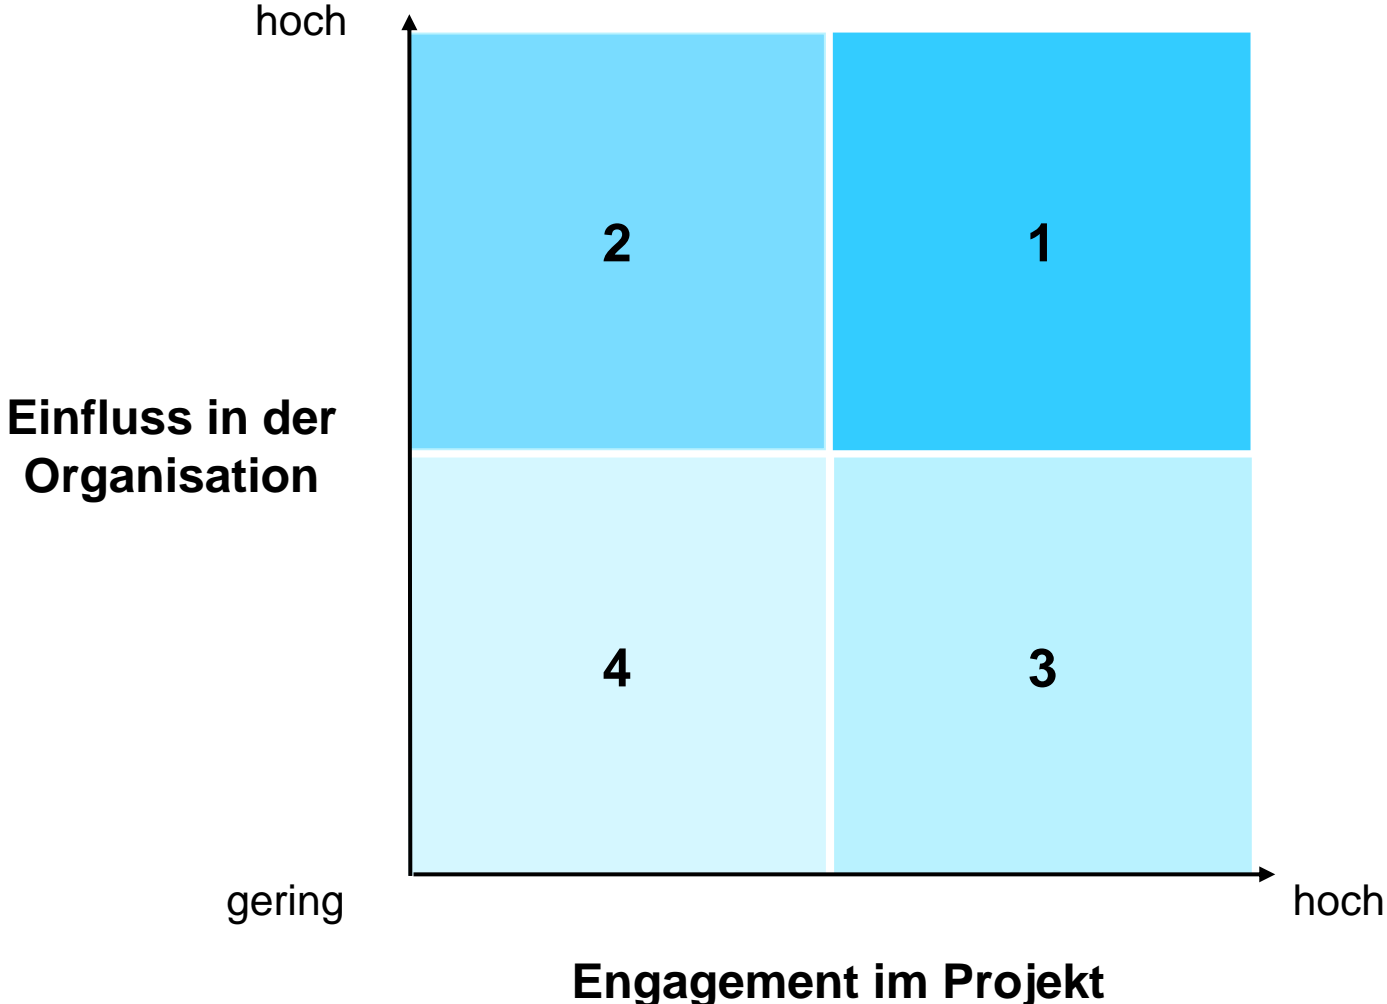 hoch
2
1
Einfluss in der
Organisation
4
3
gering
hoch
Engagement im Projekt